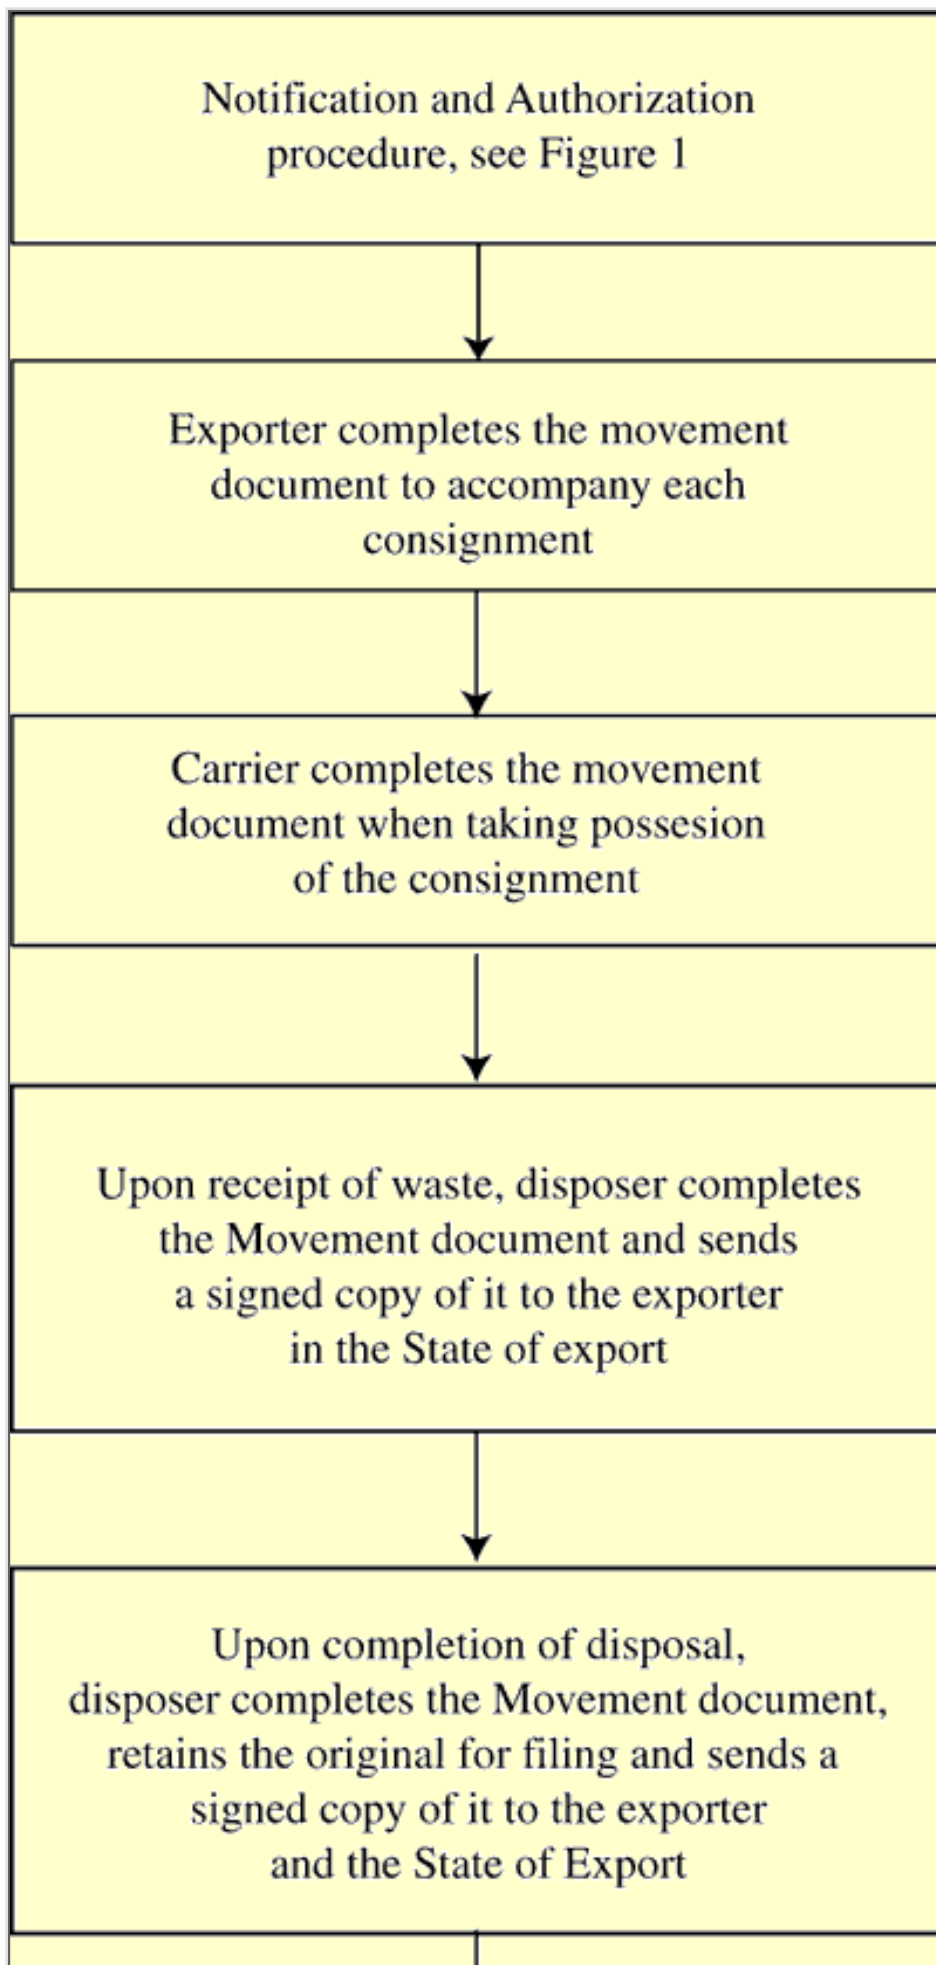 Notification and Authorization
procedure, see Figure 1
Exporter completes the movement
document to accompany each
consignment
Carrier completes the movement
document when taking possesion
of the consignment
Upon receipt of waste, disposer completes
the Movement document and sends
a signed copy of it to the exporter
in the State of export
Upon completion of disposal,
disposer completes the Movement document,
retains the original for filing and sends a
signed copy of it to the exporter
and the State of Export